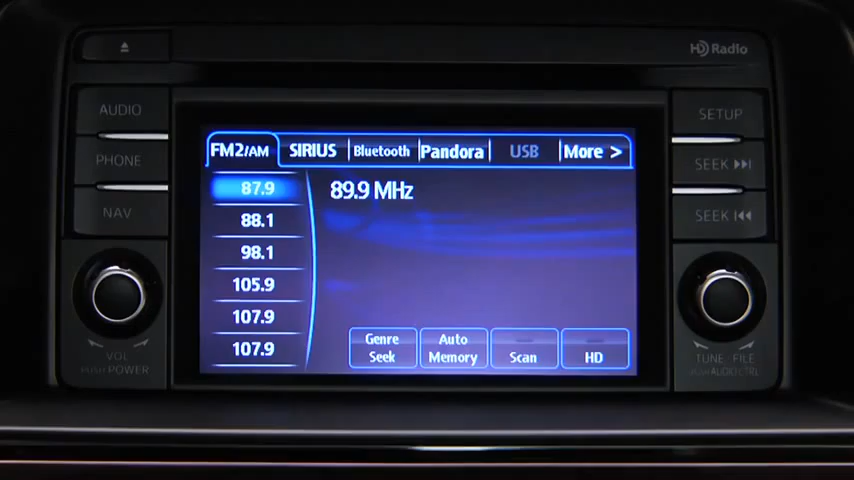 HD Radio
AUDIO
PHONE
NAV
VOL
PUSH POWER
FM2/AM SIRIUS Bluetooth Pandora USB More >
87.9
88.1
98.1
105.9
107.9
107.9
89.9 MHz
Genre Seek
Auto Memory
Scan
HD
SETUP
SEEK
SEEK
TUNE FILE
PUSH AUDIO CTRL